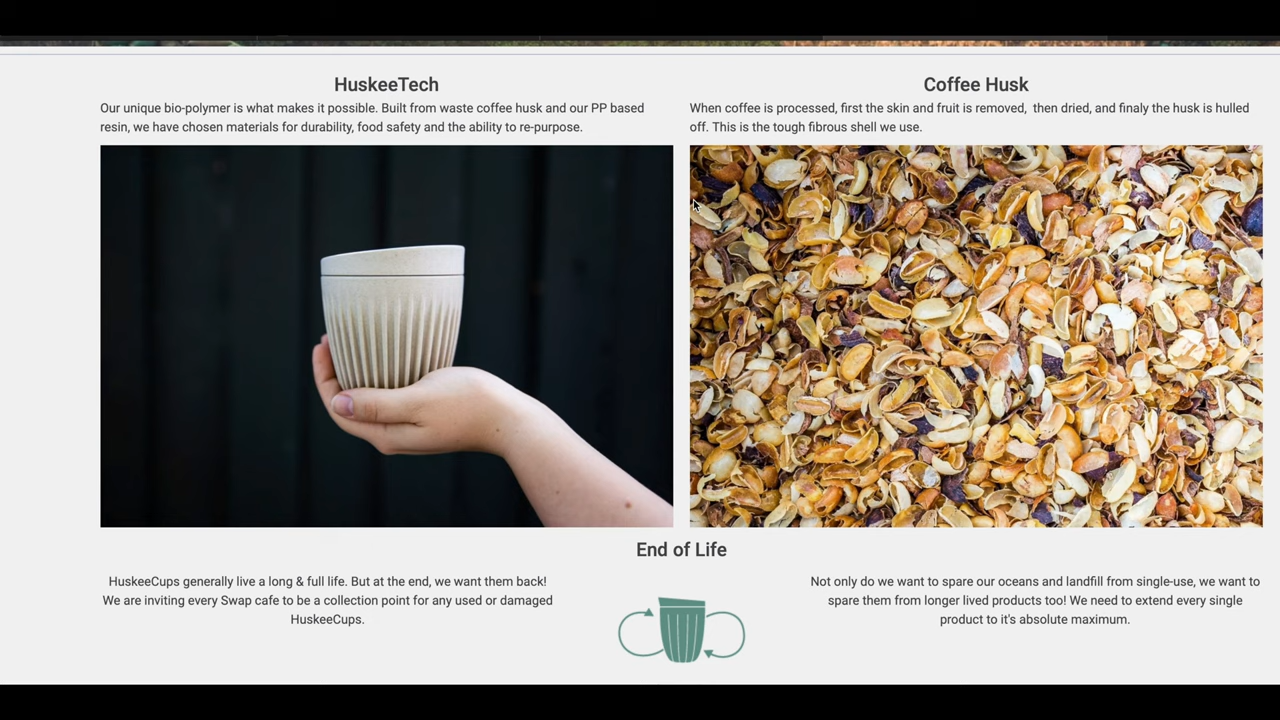 HuskeeTech
Our unique bio-polymer is what makes it possible. Built from waste coffee husk and our PP based
resin, we have chosen materials for durability, food safety and the ability to re-purpose.
Coffee Husk
When coffee is processed, first the skin and fruit is removed, then dried, and finaly the husk is hulled
off. This is the tough fibrous shell we use.
End of Life
HuskeeCups generally live a long & full life. But at the end, we want them back!
We are inviting every Swap cafe to be a collection point for any used or damaged
HuskeeCups.
Not only do we want to spare our oceans and landfill from single-use, we want to
spare them from longer lived products too! We need to extend every single
product to it's absolute maximum.